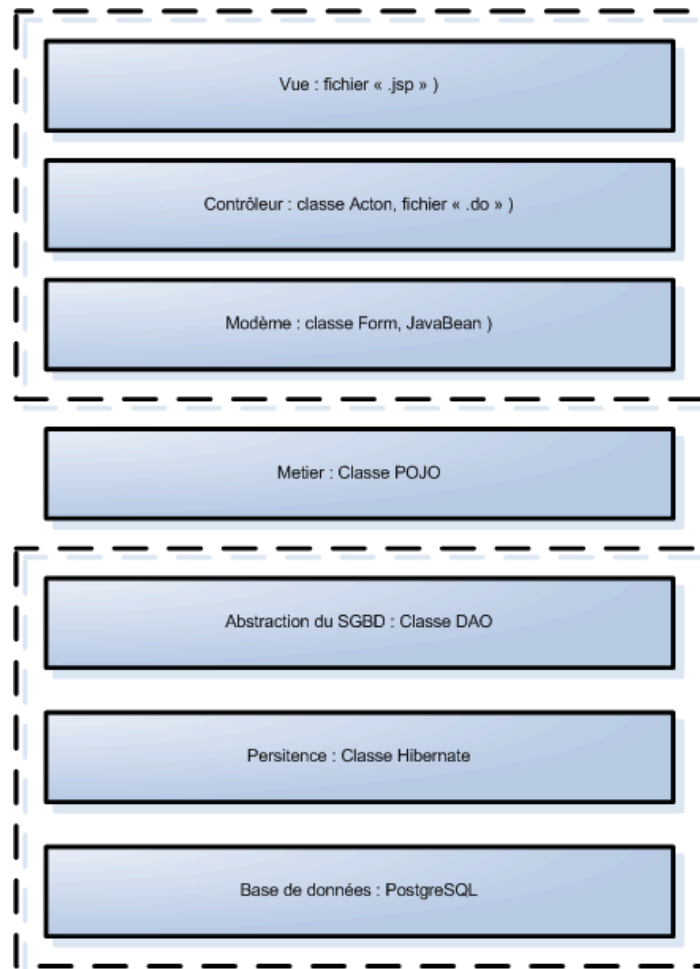 Vue : fichier « .jsp » )
Contrôleur : classe Acton, fichier « .do » )
Modème : classe Form, JavaBean )
Metier : Classe POJO
Abstraction du SGBD : Classe DAO
Persitence : Classe Hibernate
Base de données : PostgreSQL